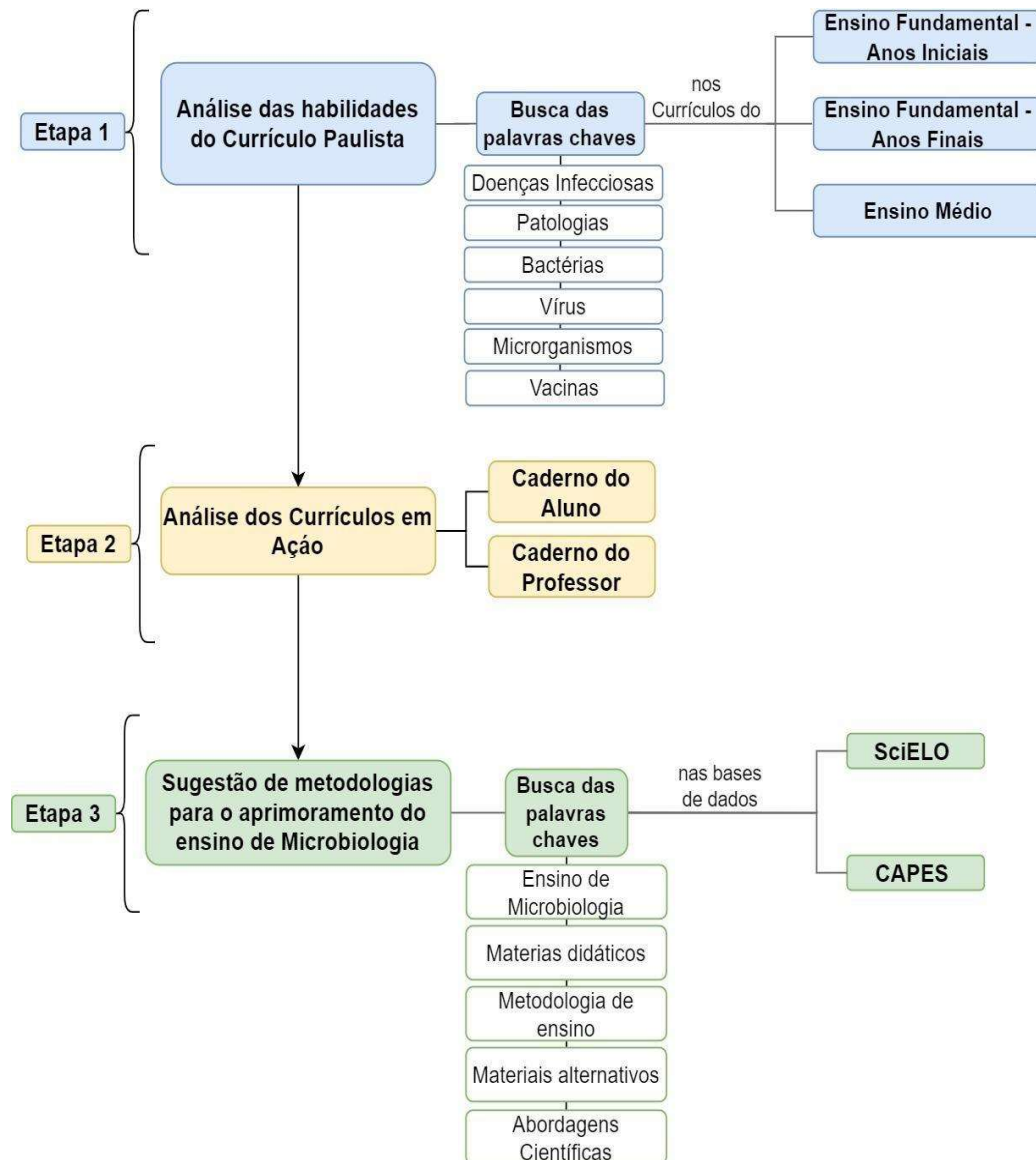 Etapa 1
Análise das habilidades
do Currículo Paulista
Busca das
palavras chaves
nos
Currículos do
Ensino Fundamental -
Anos Iniciais
Ensino Fundamental -
Anos Finais
Ensino Médio
Doenças Infecciosas
Patologias
Bactérias
Vírus
Microrganismos
Vacinas
Etapa 2
Análise dos Currículos em
Açáo
Caderno do
Aluno
Caderno do
Professor
Etapa 3
Sugestão de metodologias
para o aprimoramento do
ensino de Microbiologia
Busca das
palavras
chaves
nas bases
de dados
SciELO
CAPES
Ensino de
Microbiologia
Materias didáticos
Metodologia de
ensino
Materiais alternativos
Abordagens
Científicas